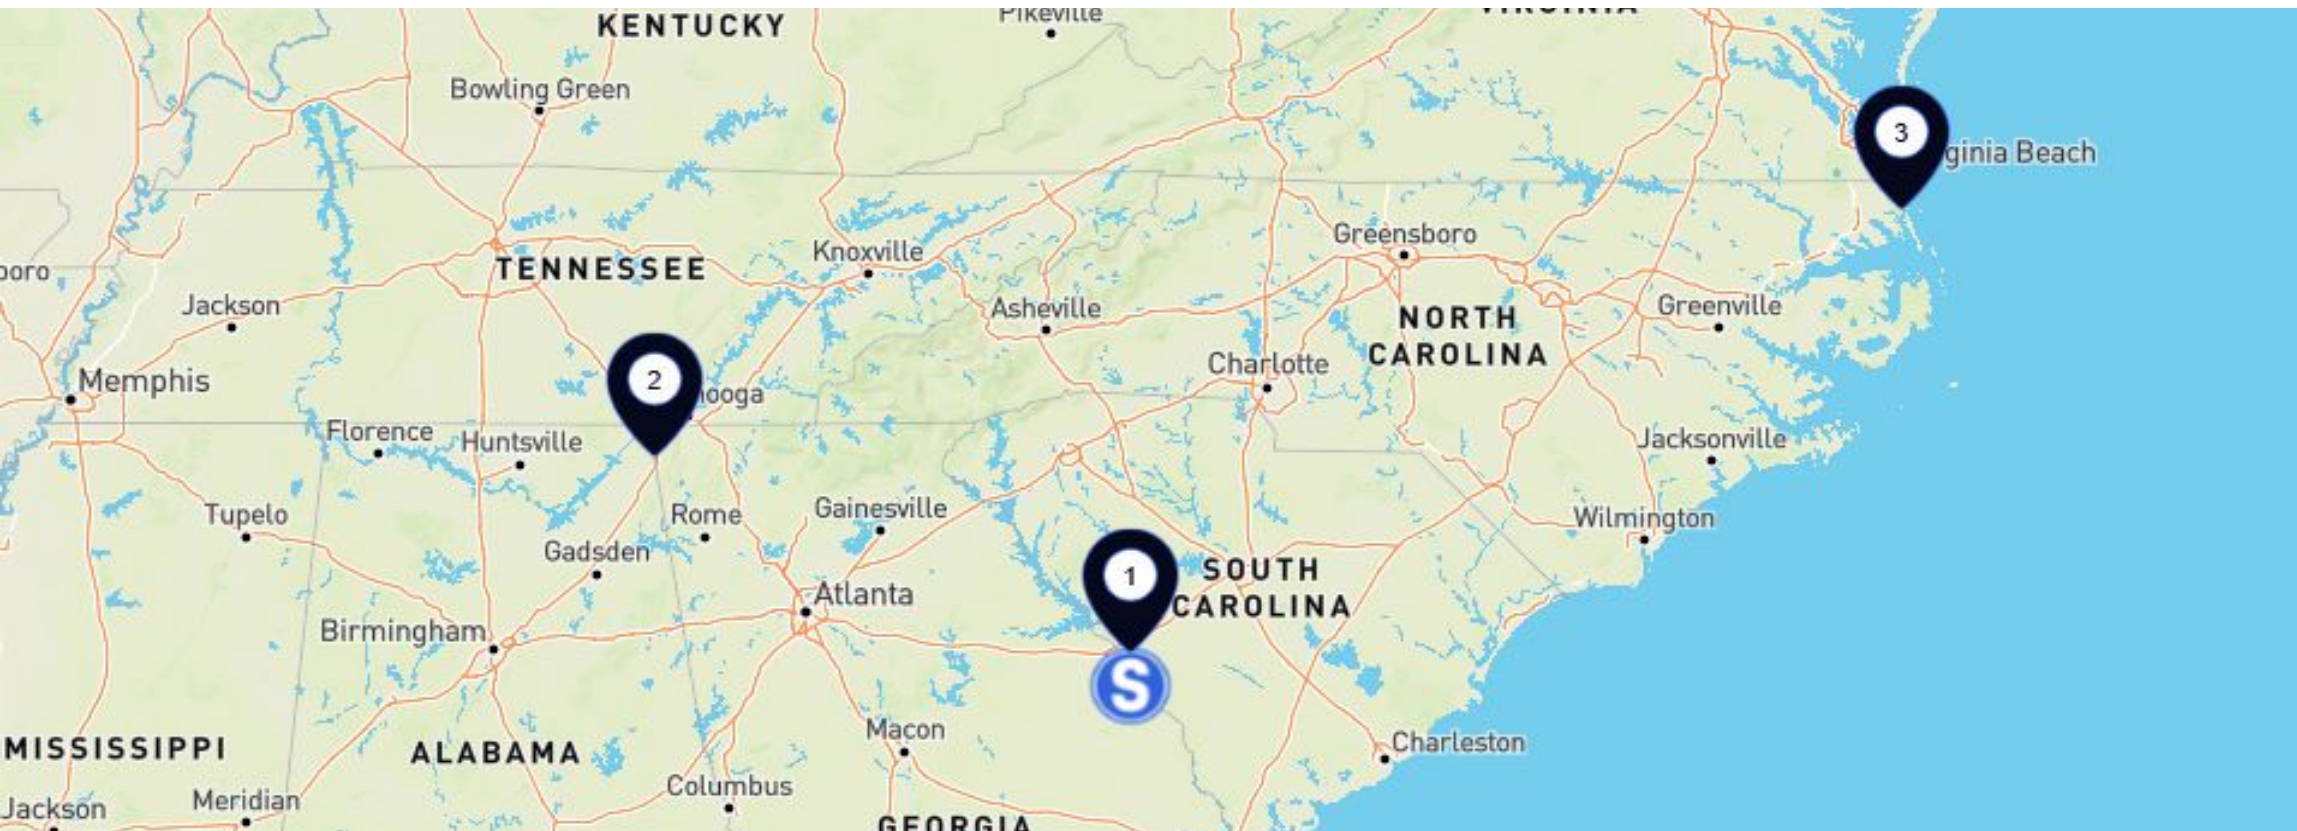 Pikeville
VIRGINIA
KENTUCKY
Bowling Green
3
ginia Beach
Greensboro
Knoxville
TENNESSEE
boro
Jackson
Asheville
Greenville
NORTH
CAROLINA
Charlotte
2
Memphis
nooga
Florence
Huntsville
Jacksonville
Tupelo
Rome
Gainesville
Wilmington
Gadsden
1
SOUTH
CAROLINA
Atlanta
Birmingham
S
Macon
Charleston
MISSISSIPPI
ALABAMA
Columbus
Meridian
Jackson
GEORGIA